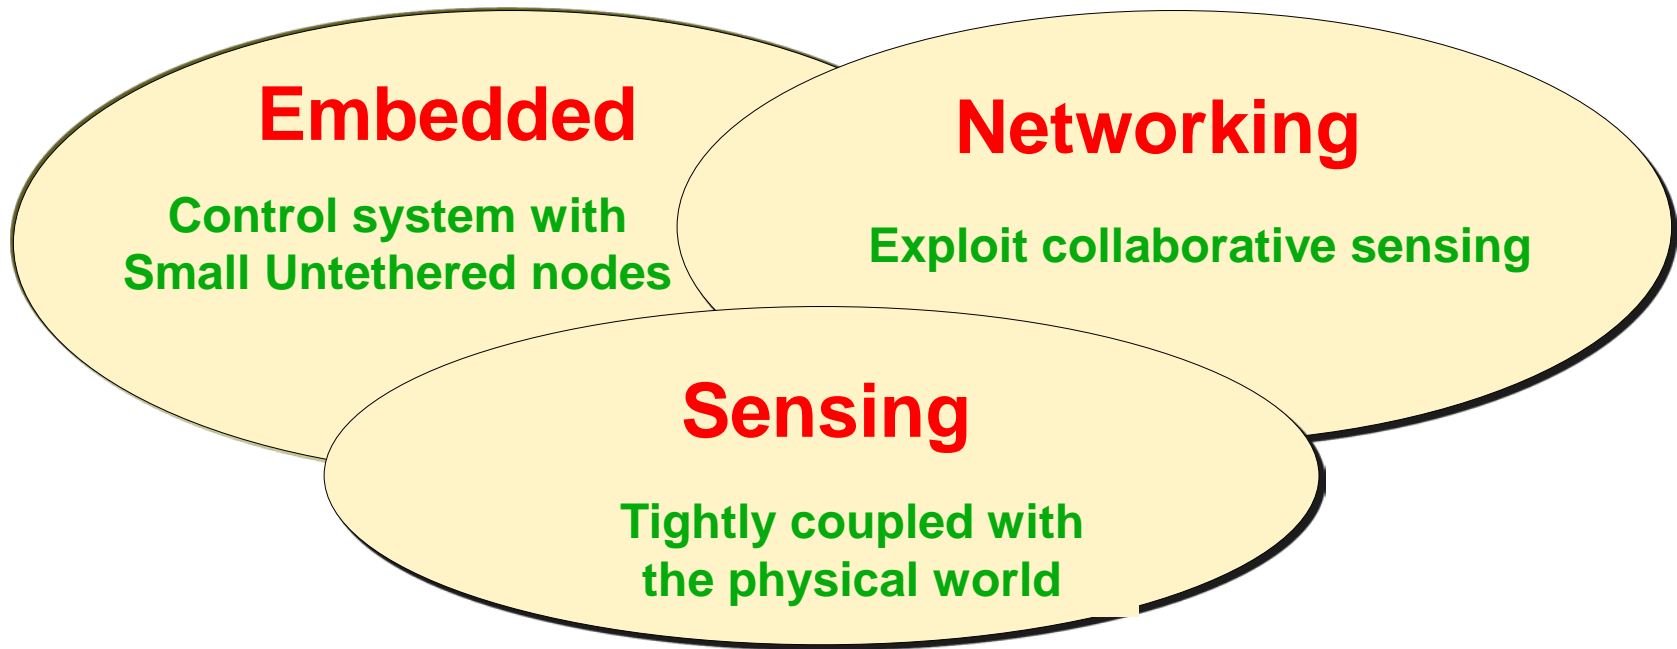 Embedded
Control system with
Small Untethered nodes
Networking
Exploit collaborative sensing
Sensing
Tightly coupled with
the physical world